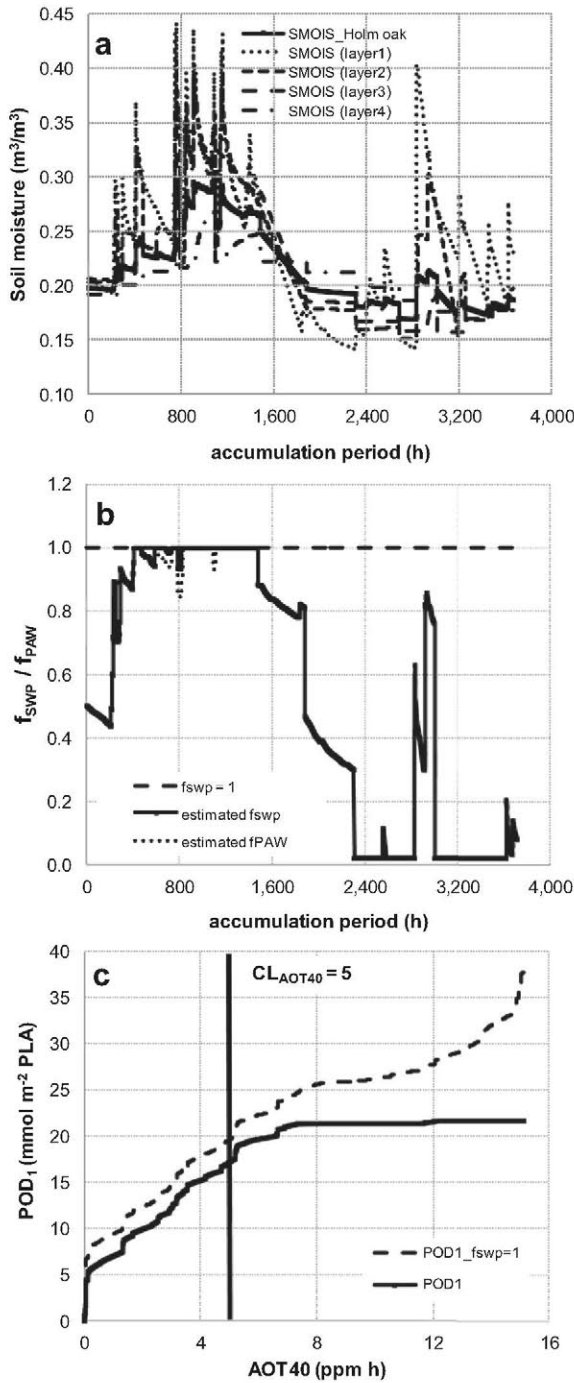 a
SMOIS_Holm oak
SMOIS (layer1)
SMOIS (layer2)
SMOIS (layer3)
SMOIS (layer4)
Soil moisture (m³/m³)
0.45
0.40
0.35
0.30
0.25
0.20
0.15
0.10
0 800 1,600 2,400 3,200 4,000
accumulation period (h)
b
fSWP / fPAW
1.2
1.0
0.8
0.6
0.4
0.2
0.0
fswp = 1
estimated fswp
estimated fPAW
0 800 1,600 2,400 3,200 4,000
accumulation period (h)
c
CLAOT40 = 5
POD1 (mmol m-2 PLA)
40
35
30
25
20
15
10
5
0
POD1_fswp=1
POD1
0 4 8 12 16
AOT40 (ppm h)